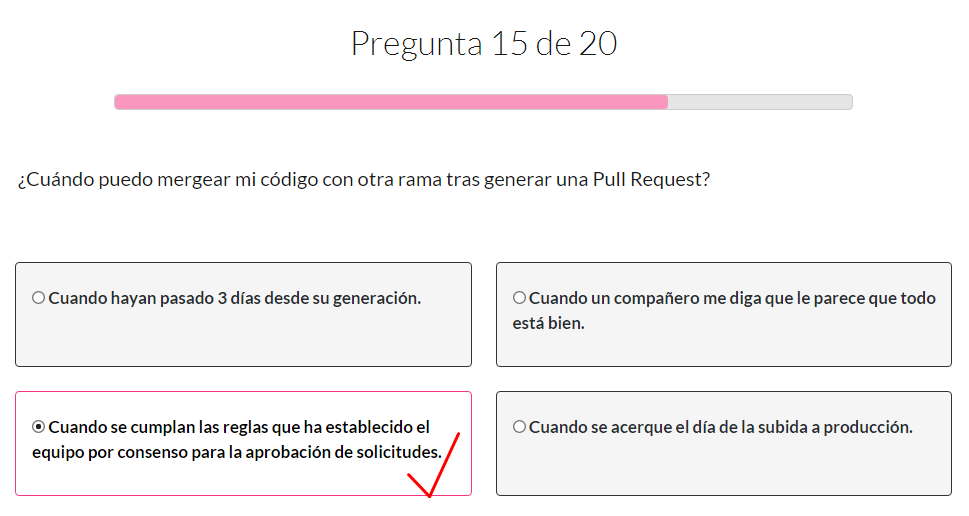 Pregunta 15 de 20
¿Cuándo puedo mergear mi código con otra rama tras generar una Pull Request?
Cuando hayan pasado 3 días desde su generación.
Cuando un compañero me diga que le parece que todo
está bien.
Cuando se cumplan las reglas que ha establecido el
equipo por consenso para la aprobación de solicitudes.
Cuando se acerque el día de la subida a producción.